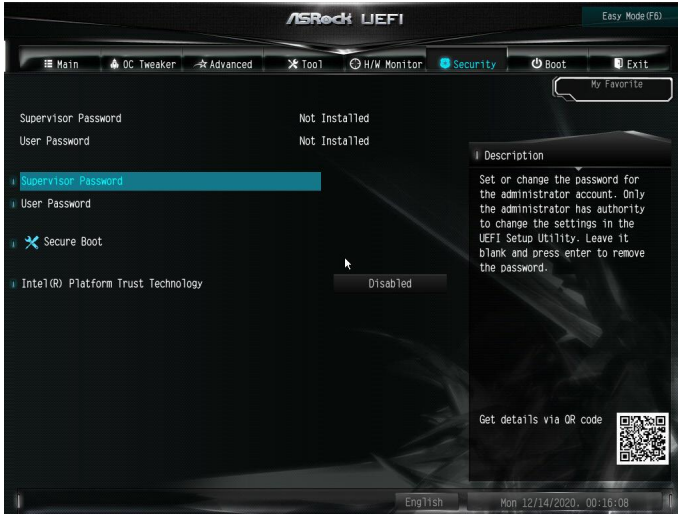 ASRock UEFI
Easy Mode(F6)
Main
OC Tweaker
Advanced
Tool
H/W Monitor
Security
Boot
Exit
My Favorite
Supervisor Password Not Installed
User Password Not Installed
Supervisor Password
User Password
Secure Boot
Intel(R) Platform Trust Technology Disabled
Description
Set or change the password for
the administrator account. Only
the administrator has authority
to change the settings in the
UEFI Setup Utility. Leave it
blank and press enter to remove
the password.
Get details via QR code
English
Mon 12/14/2020. 00:16:08